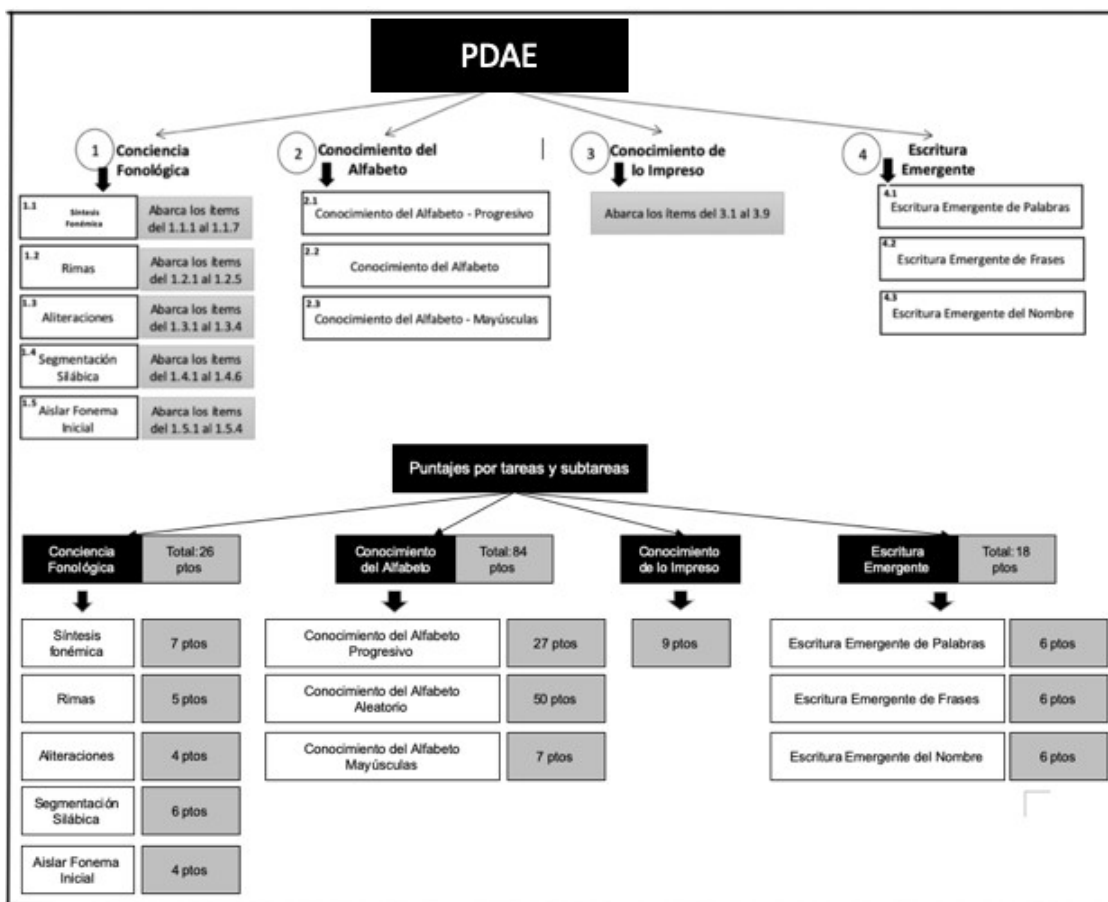 PDAE
1 Conciencia
Fonológica
2 Conocimiento del
Alfabeto
3 Conocimiento de
lo Impreso
4 Escritura
Emergente
1.1
Síntesis
Fonémica
Abarca los ítems
del 1.1.1 al 1.1.7
1.2
Rimas
Abarca los ítems
del 1.2.1 al 1.2.5
1.3
Aliteraciones
Abarca los ítems
del 1.3.1 al 1.3.4
1.4
Segmentación
Silábica
Abarca los ítems
del 1.4.1 al 1.4.6
1.5
Aislar Fonema
Inicial
Abarca los ítems
del 1.5.1 al 1.5.4
2.1
Conocimiento del Alfabeto - Progresivo
2.2
Conocimiento del Alfabeto
2.3
Conocimiento del Alfabeto - Mayúsculas
Abarca los ítems del 3.1 al 3.9
4.1
Escritura Emergente de Palabras
4.2
Escritura Emergente de Frases
4.3
Escritura Emergente del Nombre
Puntajes por tareas y subtareas
Conciencia
Fonológica
Total: 26
ptos
Síntesis
fonémica
7 ptos
Rimas
5 ptos
Aliteraciones
4 ptos
Segmentación
Silábica
6 ptos
Aislar Fonema
Inicial
4 ptos
Conocimiento
del Alfabeto
Total: 84
ptos
Conocimiento del Alfabeto
Progresivo
27 ptos
Conocimiento del Alfabeto
Aleatorio
50 ptos
Conocimiento del Alfabeto
Mayúsculas
7 ptos
Conocimiento
de lo Impreso
9 ptos
Escritura
Emergente
Total: 18
ptos
Escritura Emergente de Palabras
6 ptos
Escritura Emergente de Frases
6 ptos
Escritura Emergente del Nombre
6 ptos